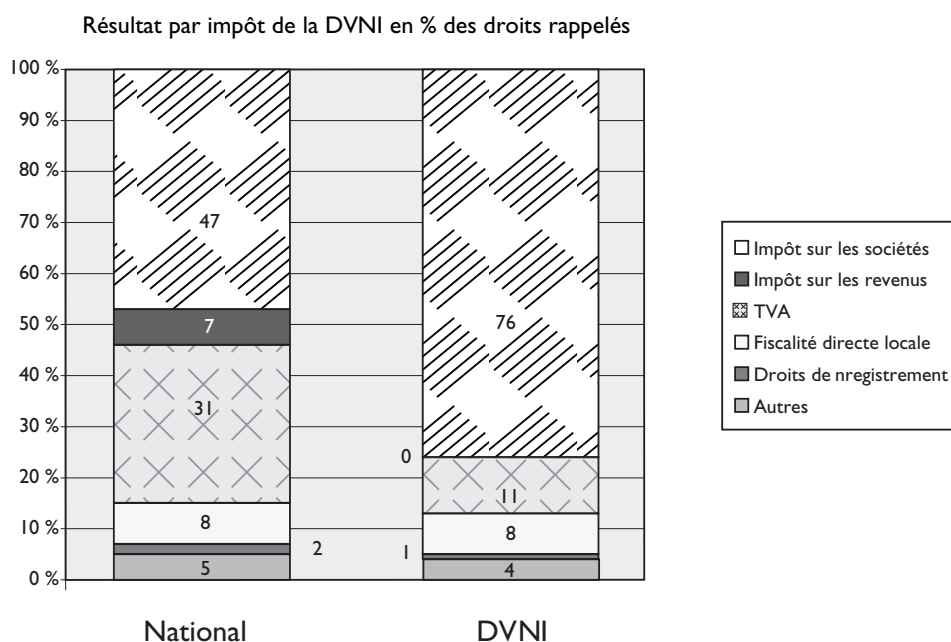 Résultat par impôt de la DVNI en % des droits rappelés
100 %
90 %
80 %
70 %
60 %
50 %
40 %
30 %
20 %
10 %
0 %
47
7
31
8
2
5
76
0
11
8
1
4
National
DVNI
Impôt sur les sociétés
Impôt sur les revenus
TVA
Fiscalité directe locale
Droits de nregistrement
Autres